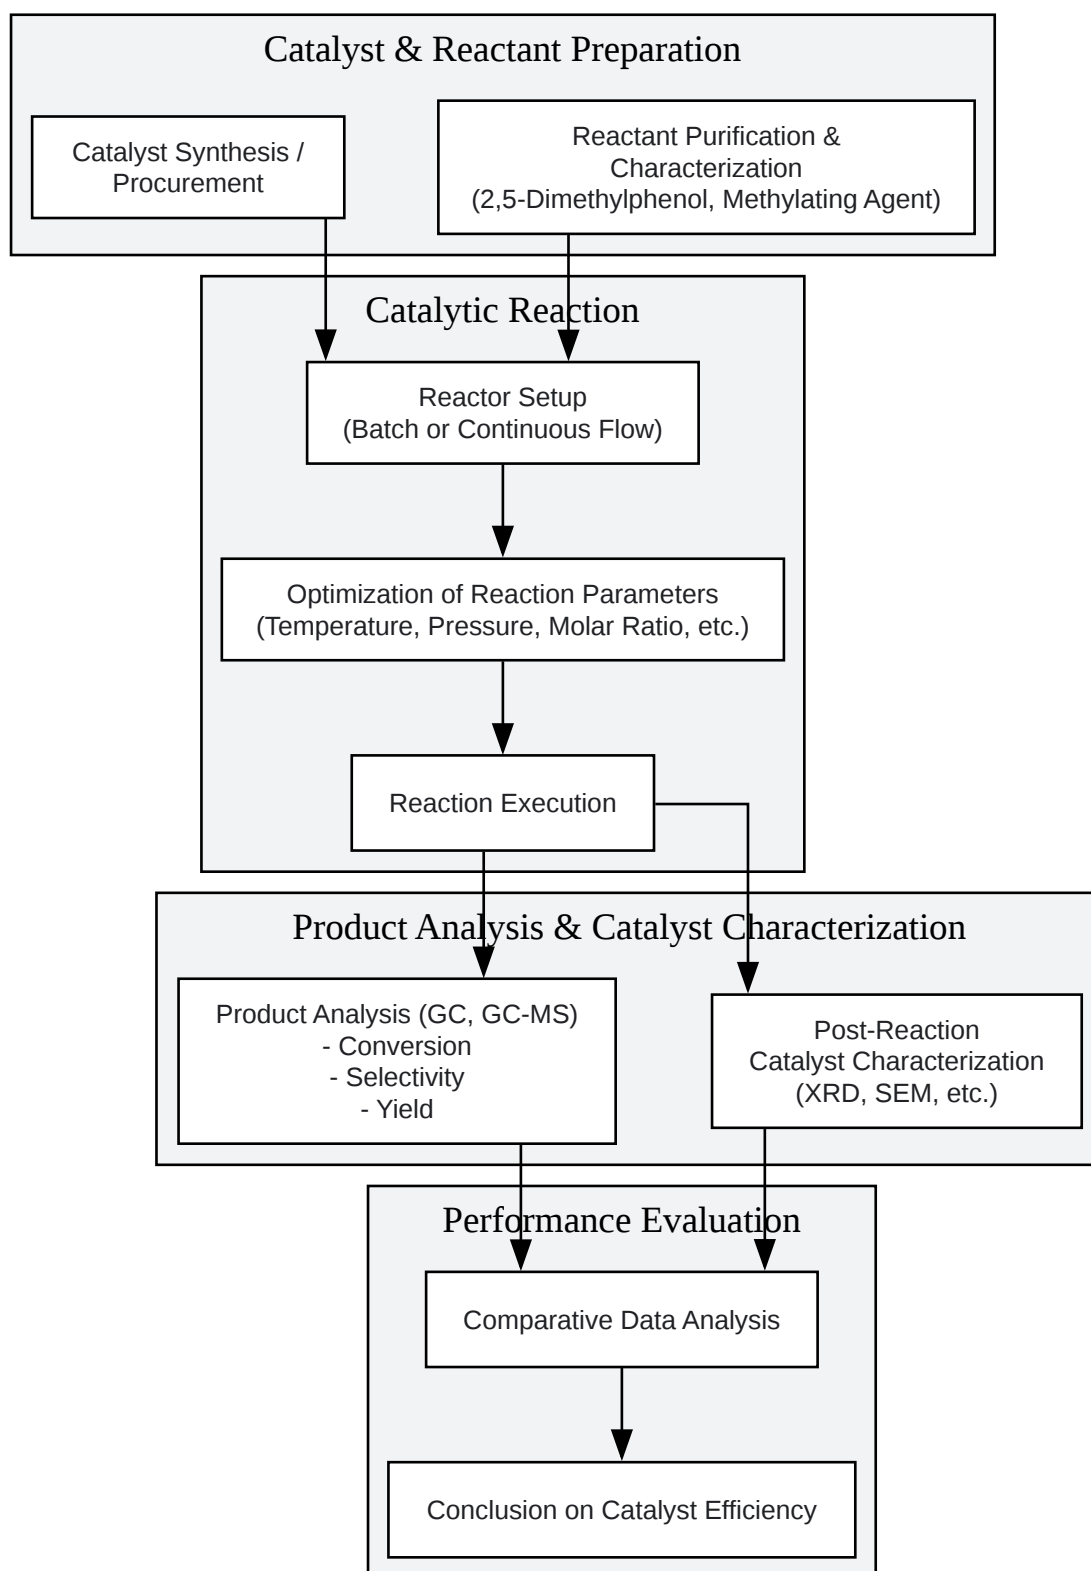 Catalyst & Reactant Preparation
Catalyst Synthesis /
Procurement
Reactant Purification &
Characterization
(2,5-Dimethylphenol, Methylating Agent)
Catalytic Reaction
Reactor Setup
(Batch or Continuous Flow)
Optimization of Reaction Parameters
(Temperature, Pressure, Molar Ratio, etc.)
Reaction Execution
Product Analysis & Catalyst Characterization
Product Analysis (GC, GC-MS)
- Conversion
- Selectivity
- Yield
Post-Reaction
Catalyst Characterization
(XRD, SEM, etc.)
Performance Evaluation
Comparative Data Analysis
Conclusion on Catalyst Efficiency